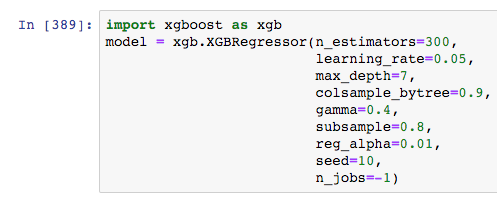 In [389]: import xgboost as xgb
model = xgb.XGBRegressor(n_estimators=300,
learning_rate=0.05,
max_depth=7,
colsample_bytree=0.9,
gamma=0.4,
subsample=0.8,
reg_alpha=0.01,
seed=10,
n_jobs=-1)